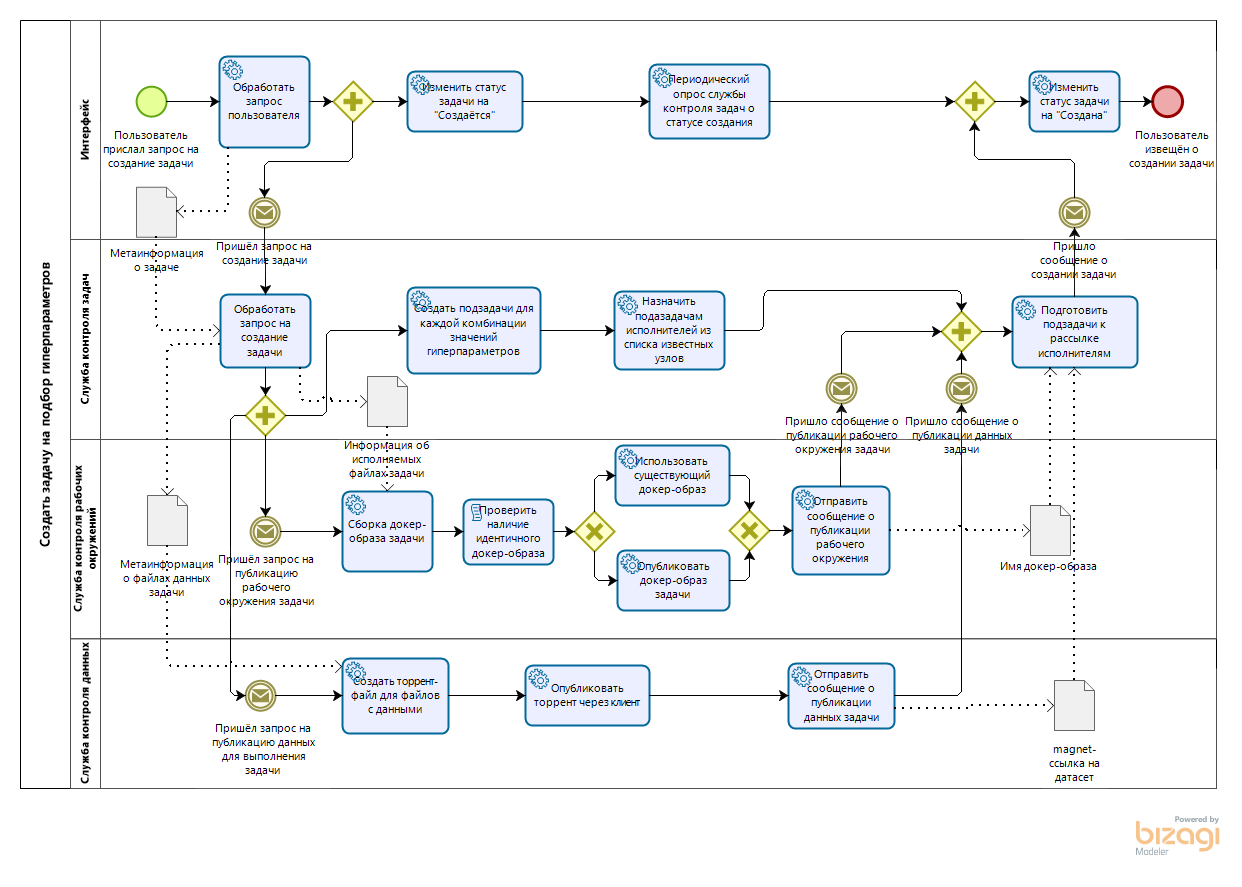 Создать задачу на подбор гиперпараметров
Интерфейс
Обработать
запрос
пользователя
Изменить статус
задачи на
"Создаётся"
Периодический
опрос службы
контроля задач о
статусе создания
Изменить
статус задачи
на "Создана"
Пользователь
прислал запрос на
создание задачи
Пользователь
извещён о
создании задачи
Метаинформация
о задаче
Пришёл запрос на
создание задачи
Пришло
сообщение о
создании задачи
Служба контроля задач
Обработать
запрос на
создание
задачи
Создать подзадачи для
каждой комбинации
значений
гиперпараметров
Назначить
подазадачам
исполнителей из
списка известных
узлов
Подготовить
подзадачи к
рассылке
исполнителям
Информация об
исполняемых
файлах задачи
Пришло сообщение о
публикации рабочего
окружения задачи
Пришло сообщение о
публикации данных
задачи
Служба контроля рабочих
окружений
Использовать
существующий
докер-образ
Сборка докер-
образа задачи
Проверить
наличие
идентичного
докер-образа
Опубликовать
докер-образ
задачи
Отправить
сообщение о
публикации
рабочего
окружения
Имя докер-образа
Метаинформация
о файлах данных
задачи
Пришёл запрос на
публикацию
рабочего
окружения задачи
Служба контроля данных
Создать торрент-
файл для файлов
с данными
Опубликовать
торрент через клиент
Отправить
сообщение о
публикации
данных задачи
Пришёл запрос на
публикацию данных
для выполнения
задачи
magnet-
ссылка на
датасет
Powered by
bizagi
Modeler